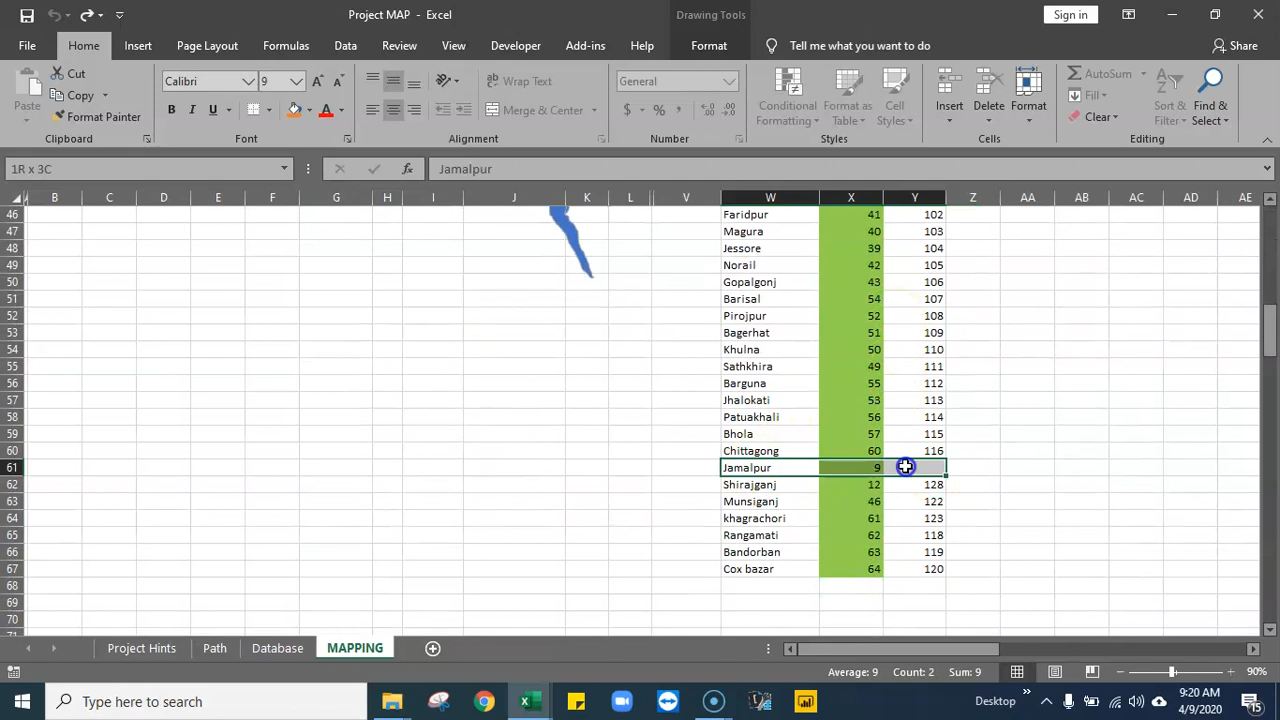 Project MAP - Excel
Drawing Tools
Sign in
File Home Insert Page Layout Formulas Data Review View Developer Add-ins Help Format Tell me what you want to do Share
Paste
Cut
Copy
Format Painter
Clipboard
Calibri 9
B I U
Font
Wrap Text
Merge & Center
Alignment
General
$ % ,
Number
Conditional Formatting
Format as Table
Cell Styles
Styles
Insert Delete Format
Cells
AutoSum
Fill
Clear
Sort & Filter
Find & Select
Editing
1R x 3C fx Jamalpur
B C D E F G H I J K L V W X Y Z AA AB AC AD AE
46 Faridpur 41 102
47 Magura 40 103
48 Jessore 39 104
49 Norail 42 105
50 Gopalgonj 43 106
51 Barisal 54 107
52 Pirojpur 52 108
53 Bagerhat 51 109
54 Khulna 50 110
55 Sathkhira 49 111
56 Barguna 55 112
57 Jhalokati 53 113
58 Patuakhali 56 114
59 Bhola 57 115
60 Chittagong 60 116
61 Jamalpur 9
62 Shirajganj 12 128
63 Munsiganj 46 122
64 khagrachori 61 123
65 Rangamati 62 118
66 Bandorban 63 119
67 Cox bazar 64 120
68
69
70
71
Project Hints Path Database MAPPING
Average: 9 Count: 2 Sum: 9 90%
Type here to search
Desktop
9:20 AM
4/9/2020
15